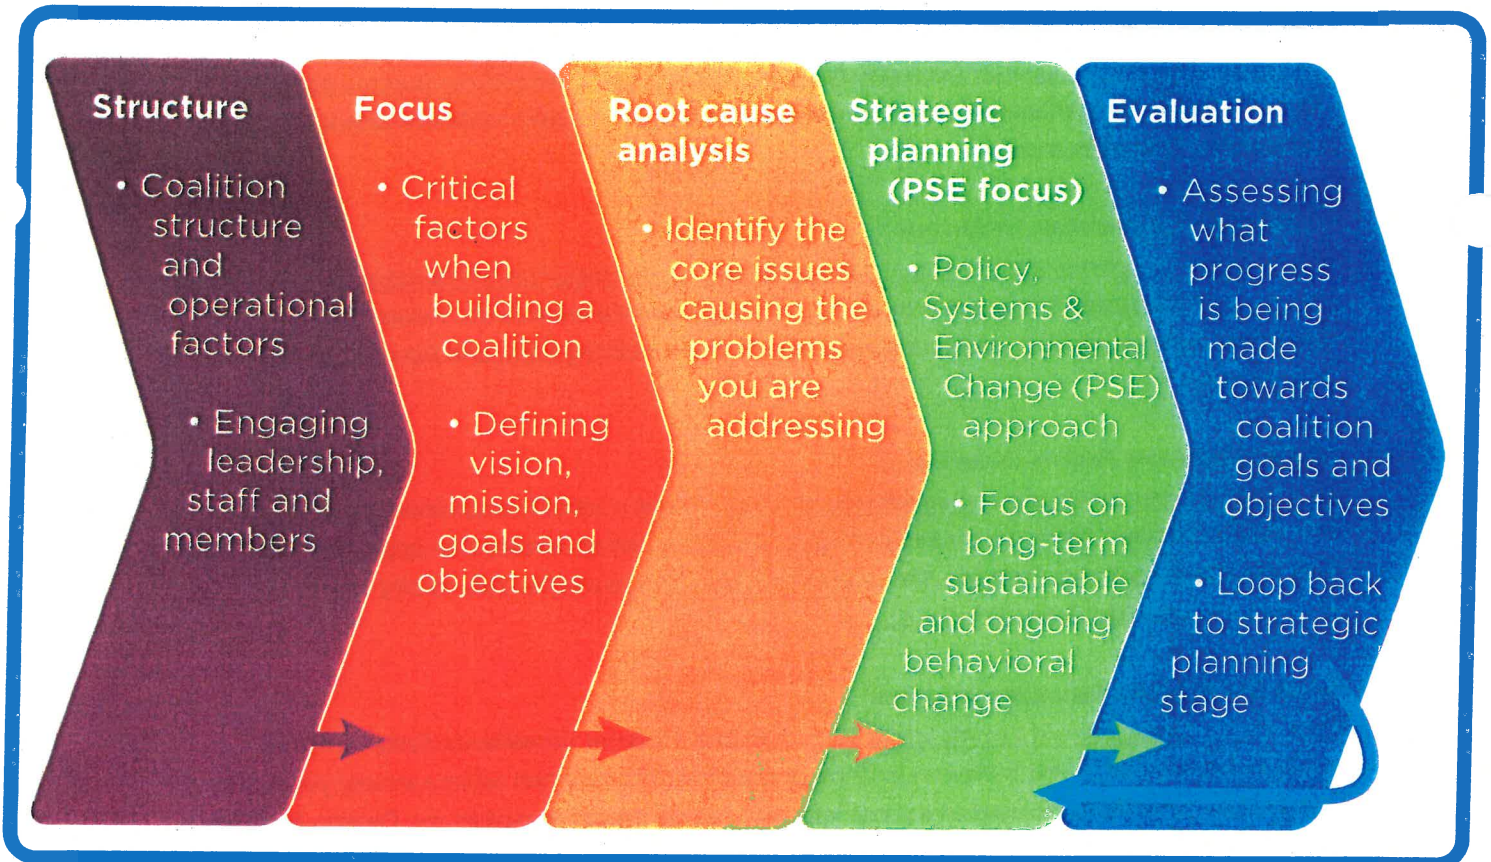 Structure
• Coalition
structure
and
operational
factors
• Engaging
leadership,
staff and
members
Focus
• Critical
factors
when
building a
coalition
• Defining
vision,
mission,
goals and
objectives
Root cause
analysis
• Identify the
core issues
causing the
problems
you are
addressing
Strategic
planning
(PSE focus)
• Policy,
Systems &
Environmental
Change (PSE)
approach
• Focus on
long-term
sustainable
and ongoing
behavioral
change
Evaluation
• Assessing
what
progress
is being
made
towards
coalition
goals and
objectives
• Loop back
to strategic
planning
stage